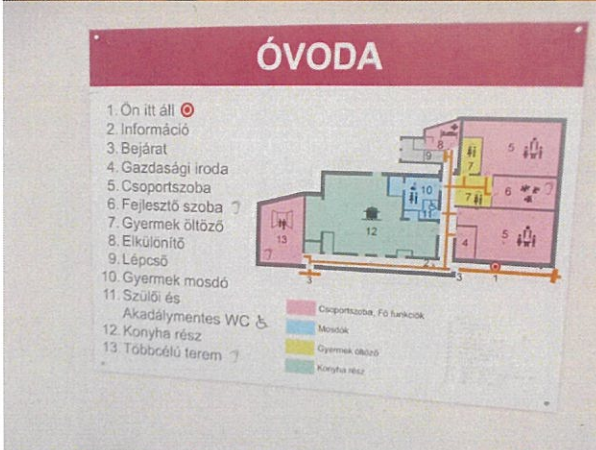 ÓVODA
1. Ön itt áll
2. Információ
3. Bejárat
4. Gazdasági iroda
5. Csoportszoba
6. Fejlesztő szoba
7. Gyermek öltöző
8. Elkülönítő
9. Lépcső
10. Gyermek mosdó
11. Szülői és
Akadálymentes WC
12. Konyha rész
13. Többcélú terem
8
9
5
7
10
7
6
11
13
12
4
5
2
3
3
1
Csoportszoba, Fő funkciók
Mosdók
Gyermek öltöző
Konyha rész